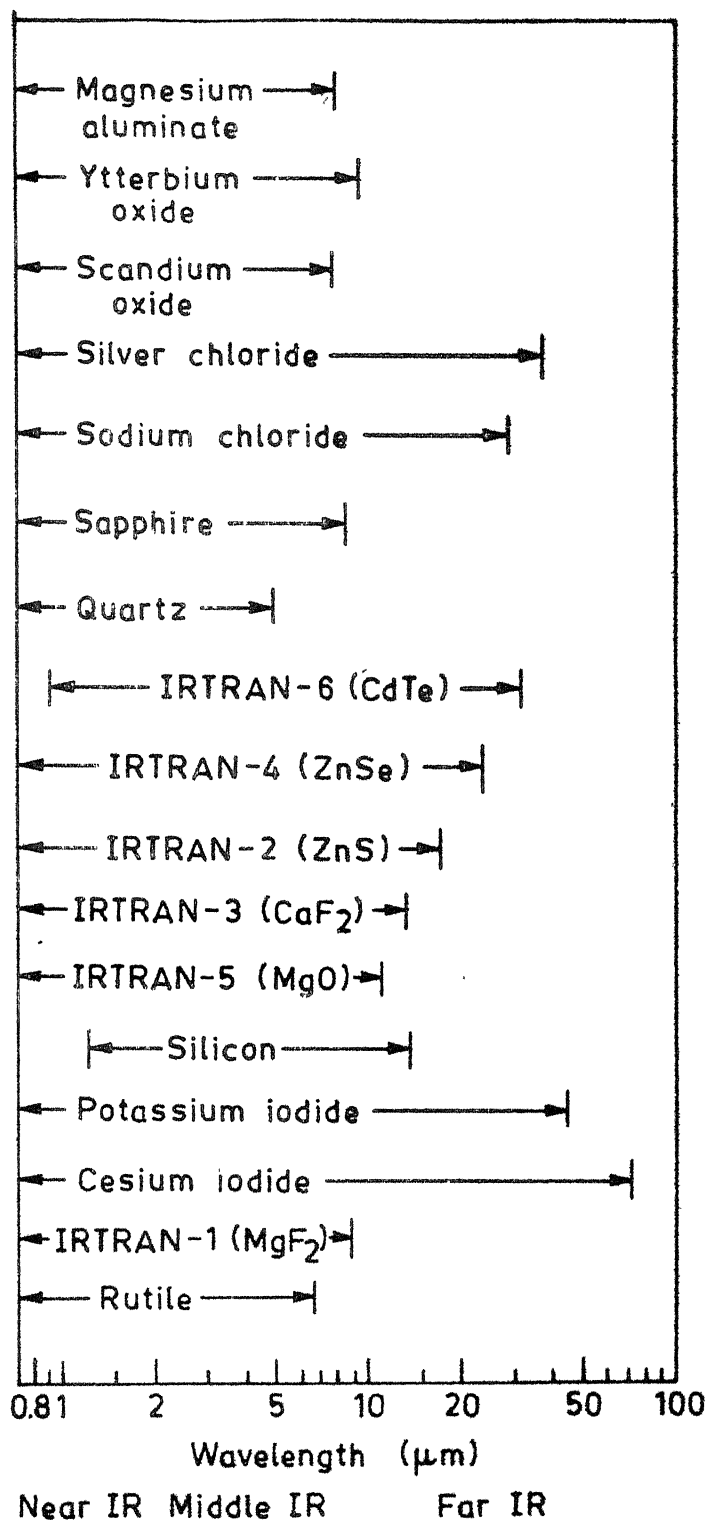 Magnesium
aluminate
Ytterbium
oxide
Scandium
oxide
Silver chloride
Sodium chloride
Sapphire
Quartz
IRTRAN-6 (CdTe)
IRTRAN-4 (ZnSe)
IRTRAN-2 (ZnS)
IRTRAN-3 (CaF2)
IRTRAN-5 (MgO)
Silicon
Potassium iodide
Cesium iodide
IRTRAN-1 (MgF2)
Rutile
0.8 1 2 5 10 20 50 100
Wavelength (μm)
Near IR Middle IR Far IR